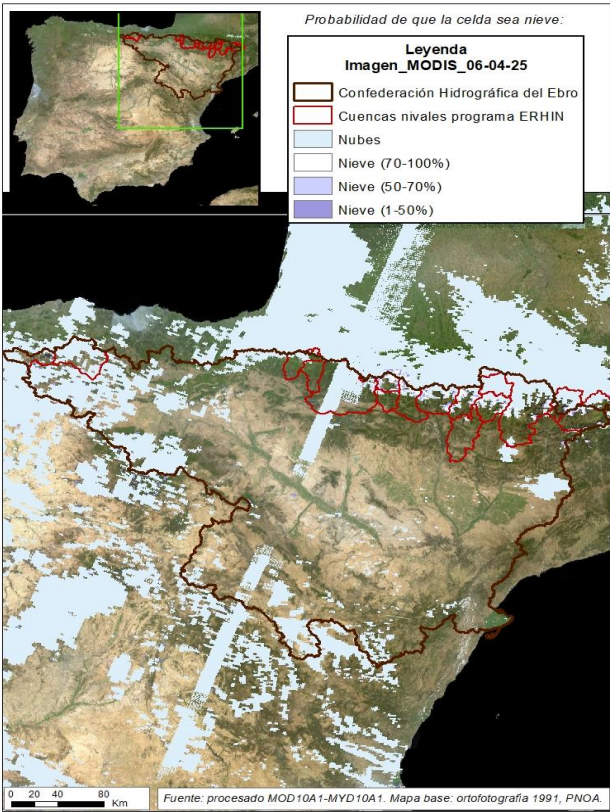 Probabilidad de que la celda sea nieve:
Leyenda
Imagen_MODIS_06-04-25
Confederación Hidrográfica del Ebro
Cuencas nivales programa ERHIN
Nubes
Nieve (70-100%)
Nieve (50-70%)
Nieve (1-50%)
0 20 40 80
Km
Fuente: procesado MOD10A1-MYD10A1. Mapa base: ortofotografia 1991, PNOA.